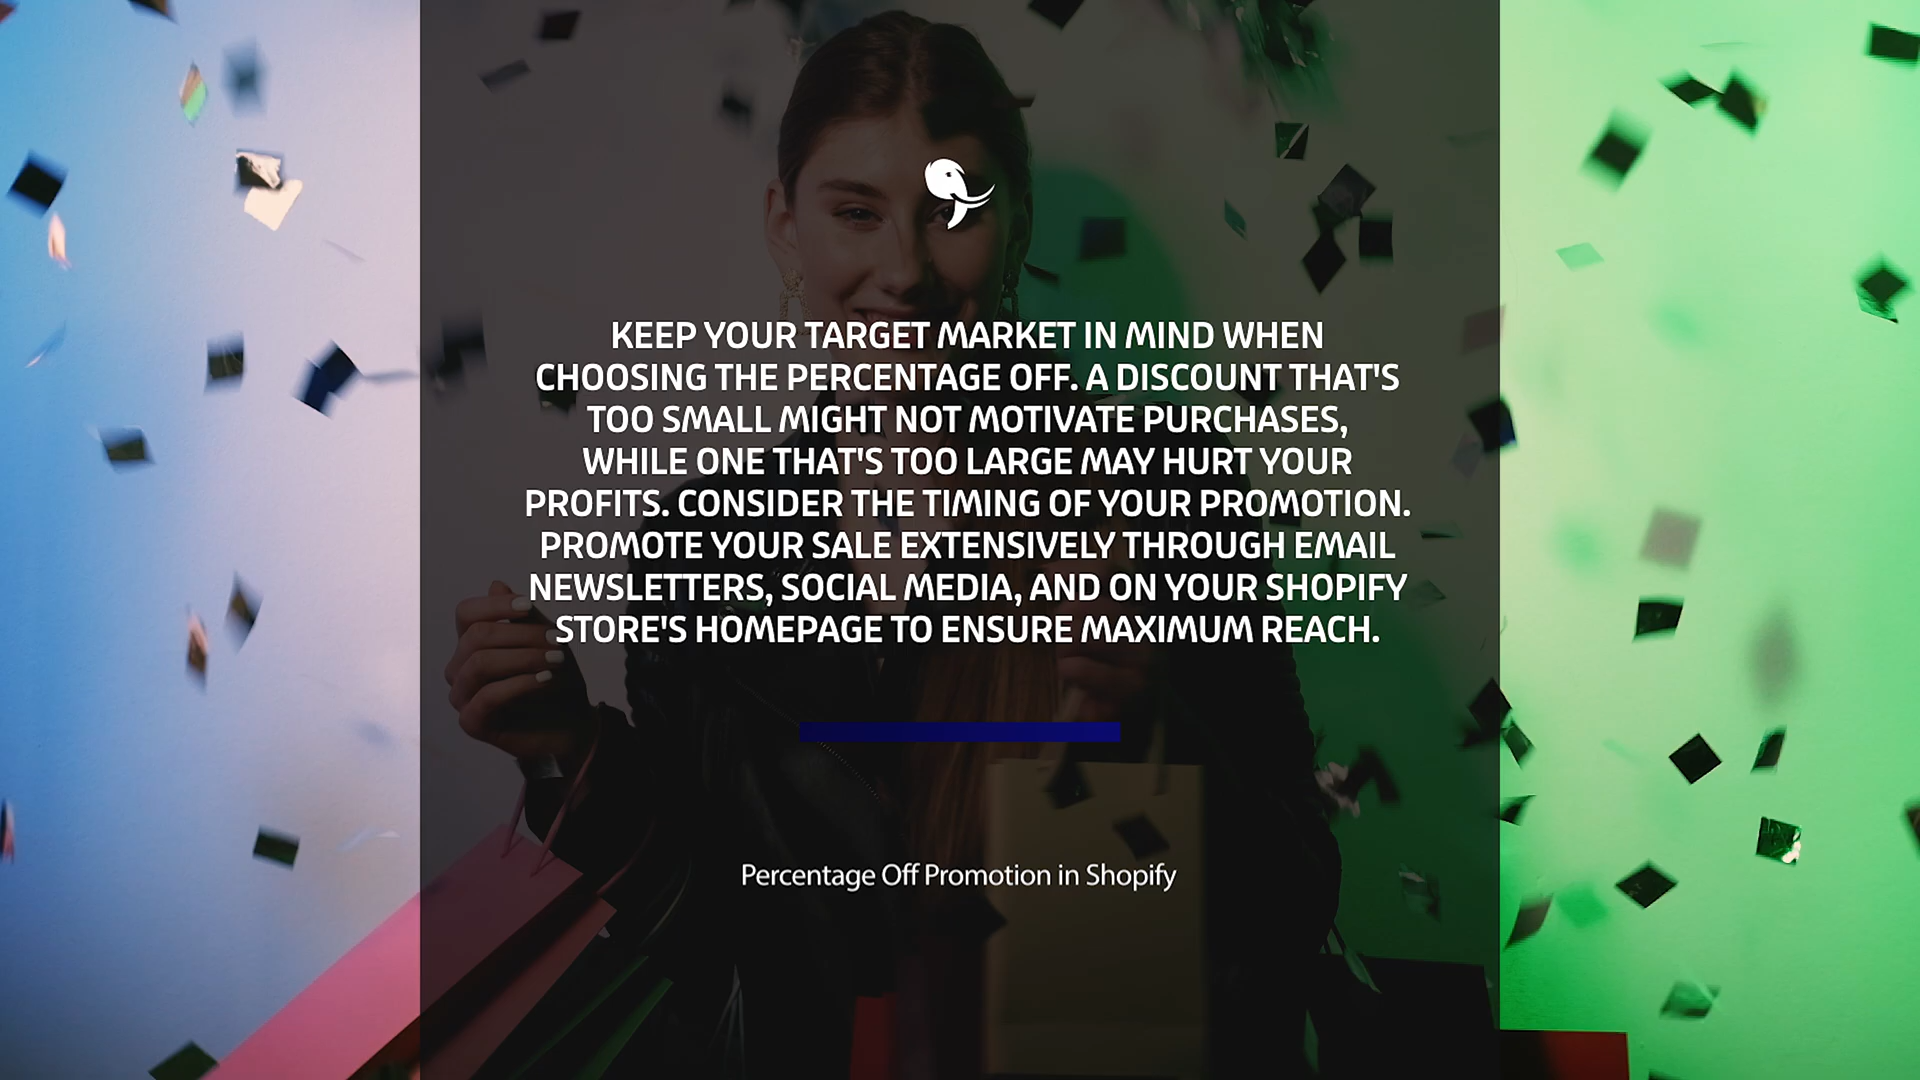 KEEP YOUR TARGET MARKET IN MIND WHEN
CHOOSING THE PERCENTAGE OFF. A DISCOUNT THAT'S
TOO SMALL MIGHT NOT MOTIVATE PURCHASES,
WHILE ONE THAT'S TOO LARGE MAY HURT YOUR
PROFITS. CONSIDER THE TIMING OF YOUR PROMOTION.
PROMOTE YOUR SALE EXTENSIVELY THROUGH EMAIL
NEWSLETTERS, SOCIAL MEDIA, AND ON YOUR SHOPIFY
STORE'S HOMEPAGE TO ENSURE MAXIMUM REACH.
Percentage Off Promotion in Shopify